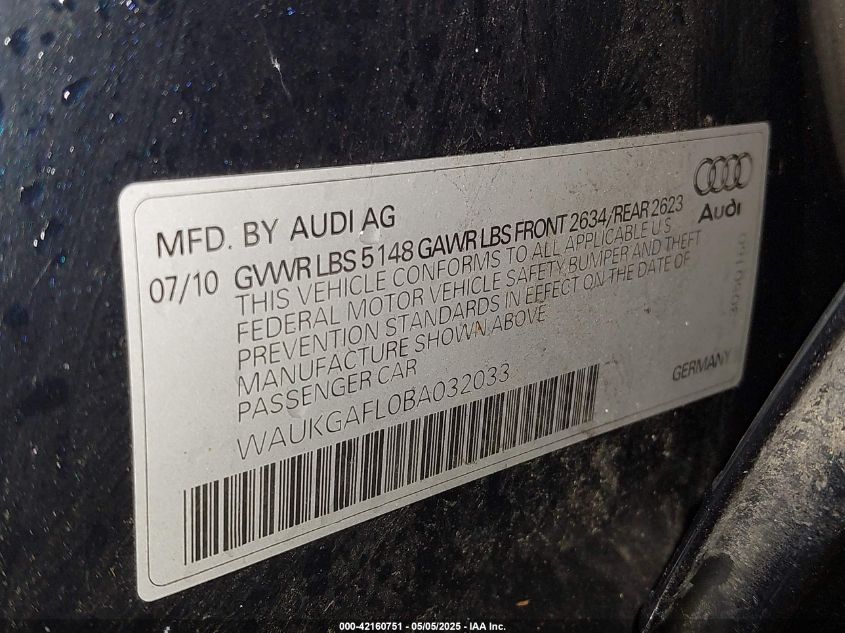 MFD. BY AUDI AG
Audi
07/10 GVWR LBS 5148 GAWR LBS FRONT 2634/REAR 2623
THIS VEHICLE CONFORMS TO ALL APPLICABLE U.S.
FEDERAL MOTOR VEHICLE SAFETY, BUMPER AND THEFT
PREVENTION STANDARDS IN EFFECT ON THE DATE OF
MANUFACTURE SHOWN ABOVE
PASSENGER CAR
GERMANY
WAUKGAFL0BA032033
000-42160751 - 05/05/2025 - IAA Inc.